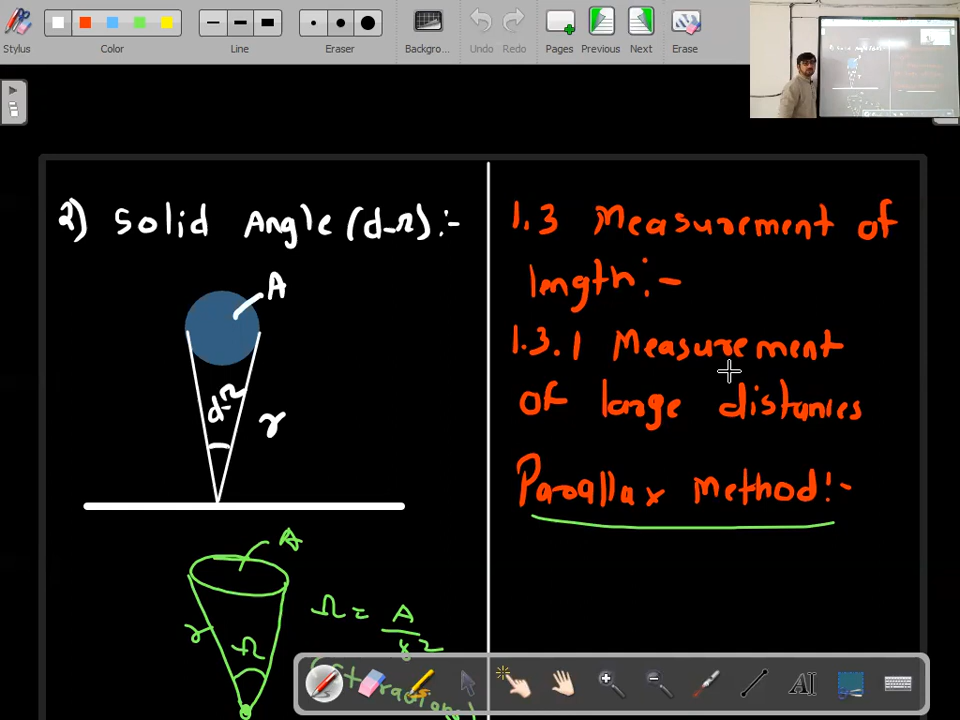 Stylus
Color
Line
Eraser
Backgro...
Undo
Redo
Pages
Previous
Next
Erase
2) Solid Angle (dΩ):-
A
dΩ
r
A
r
Ω
Ω = A
r2
1.3 Measurement of
length:-
1.3.1 Measurement
of large distances
Parallax Method:-
AI